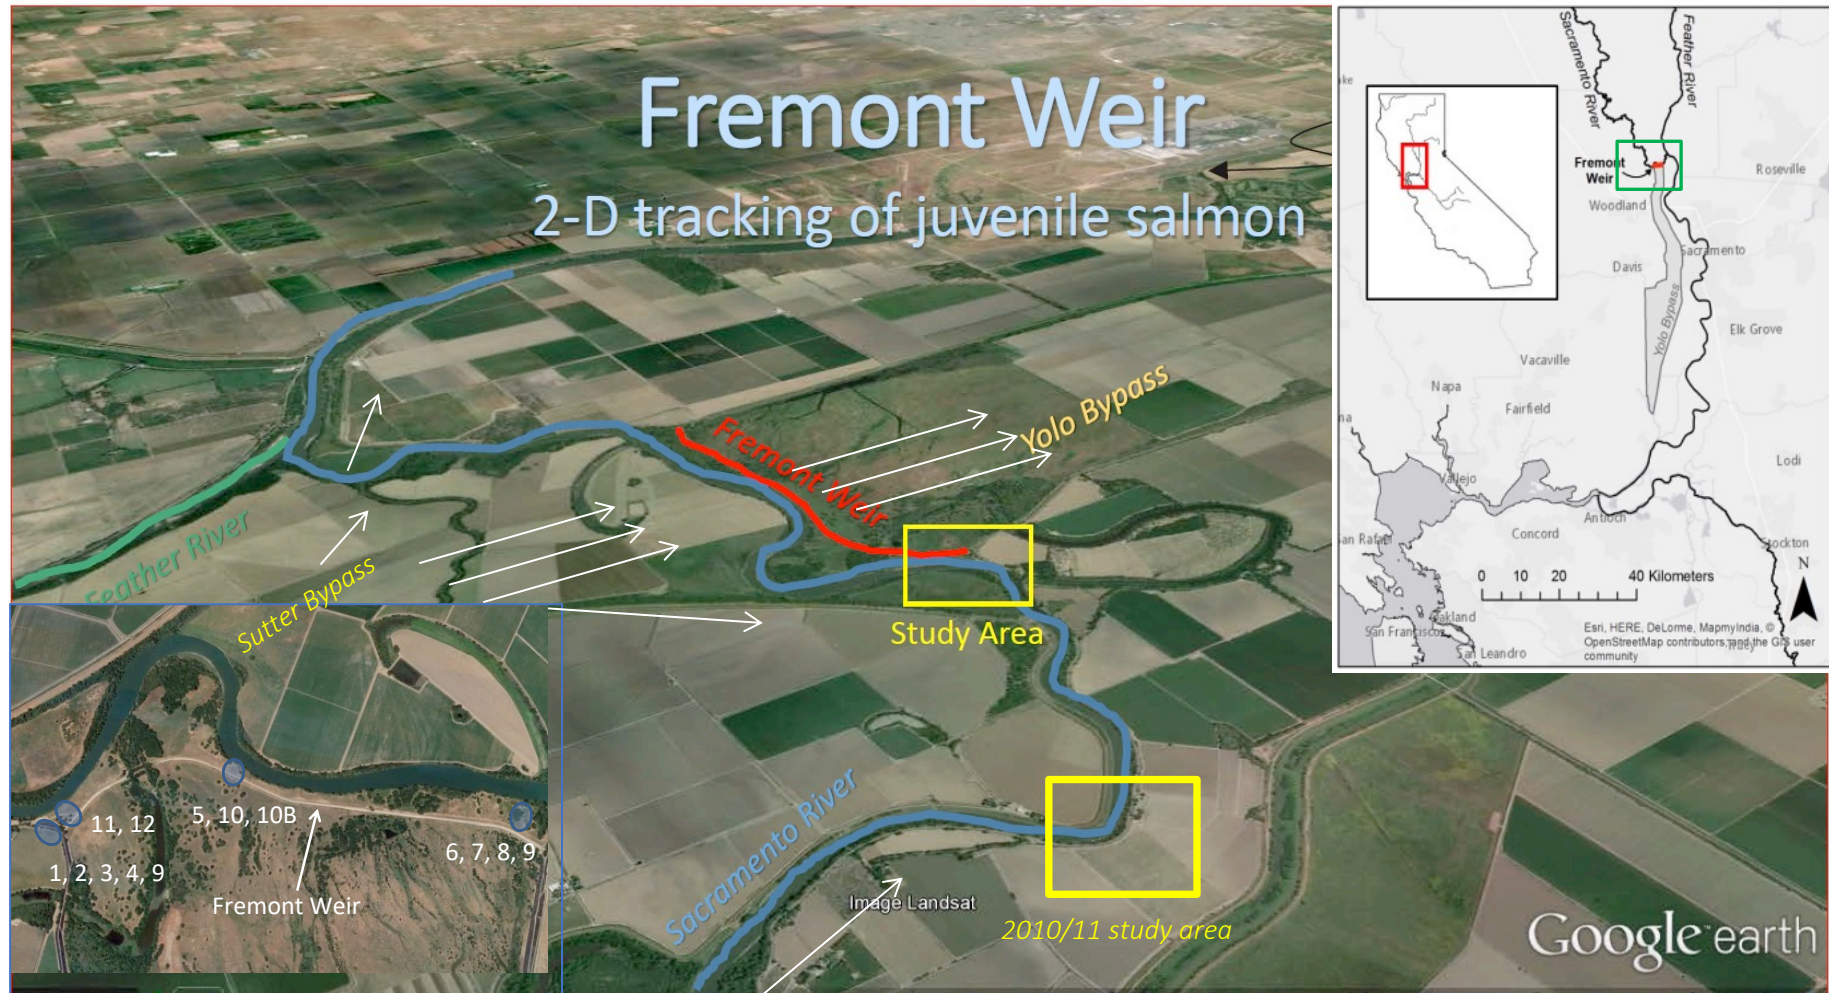 Fremont Weir
2-D tracking of juvenile salmon
Yolo Bypass
Fremont Weir
Feather River
Sutter Bypass
Study Area
Sacramento River
Image Landsat
2010/11 study area
Google earth
11, 12
5, 10, 10B
1, 2, 3, 4, 9
6, 7, 8, 9
Fremont Weir
Sacramento River
Feather River
Fremont
Weir
Roseville
Woodland
Sacramento
Davis
Yolo Bypass
Elk Grove
Vacaville
Napa
Fairfield
Lodi
Vallejo
Antioch
Concord
Stockton
N
0 10 20 40 Kilometers
Oakland
San Francisco
San Leandro
Esri, HERE, DeLorme, MapmyIndia, ©
OpenStreetMap contributors, and the GIS user
community